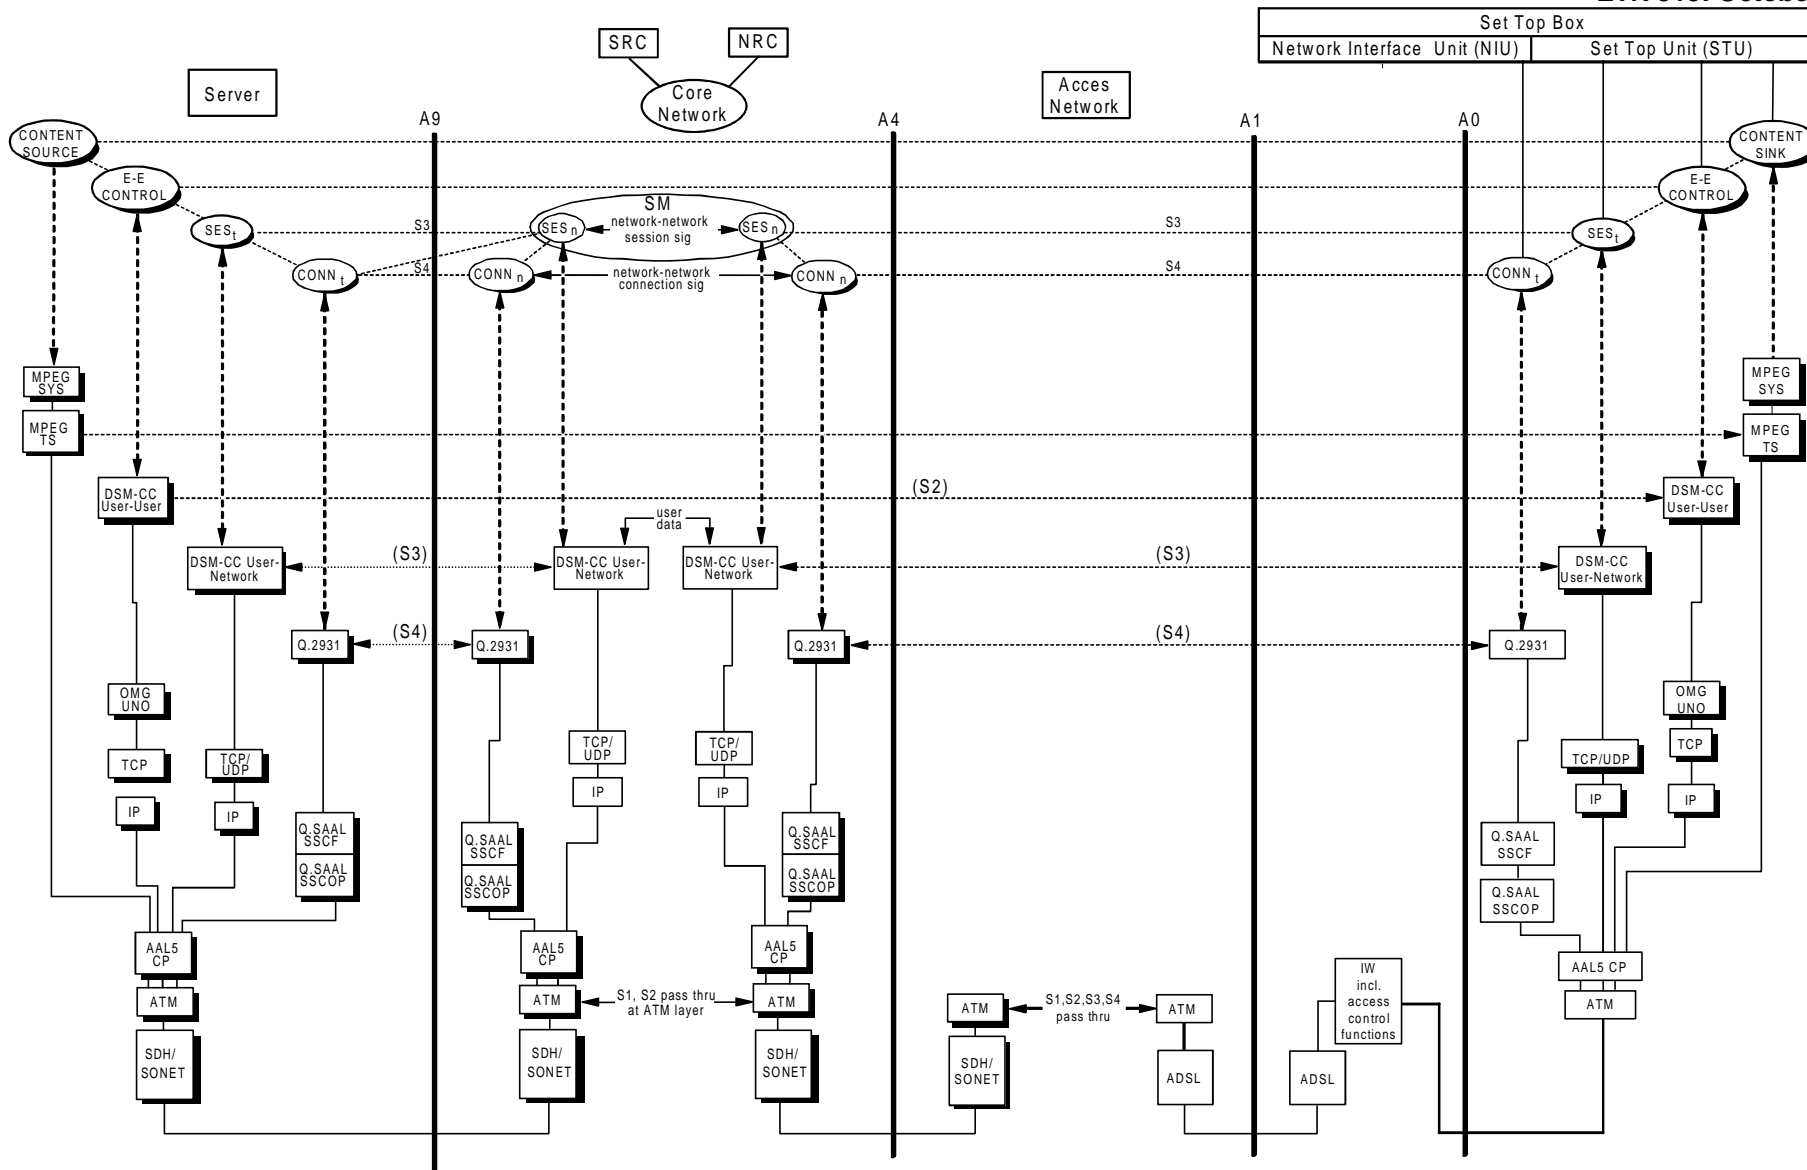 Set Top Box
Network Interface Unit (NIU)
Set Top Unit (STU)
SRC
NRC
Server
Core
Network
Acces
Network
A9
A4
A1
A0
CONTENT
SOURCE
CONTENT
SINK
E-E
CONTROL
E-E
CONTROL
SM
SES t
S3
SES n
network-network
session sig
SES n
S3
SES t
CONN t
S4
CONN n
network-network
connection sig
CONN n
S4
CONN t
MPEG
SYS
MPEG
SYS
MPEG
TS
MPEG
TS
DSM-CC
User-User
(S2)
DSM-CC
User-User
user
data
DSM-CC User-
Network
(S3)
DSM-CC User-
Network
DSM-CC User-
Network
(S3)
DSM-CC
User-Network
Q.2931
(S4)
Q.2931
Q.2931
(S4)
Q.2931
OMG
UNO
OMG
UNO
TCP
TCP/
UDP
TCP/
UDP
TCP/
UDP
TCP/UDP
TCP
IP
IP
IP
IP
IP
IP
Q.SAAL
SSCF
Q.SAAL
SSCOP
Q.SAAL
SSCF
Q.SAAL
SSCOP
Q.SAAL
SSCF
Q.SAAL
SSCOP
Q.SAAL
SSCF
Q.SAAL
SSCOP
AAL5
CP
AAL5
CP
AAL5
CP
AAL5 CP
ATM
ATM
S1, S2 pass thru
at ATM layer
ATM
ATM
S1,S2,S3,S4
pass thru
ATM
IW
incl.
access
control
functions
ATM
SDH/
SONET
SDH/
SONET
SDH/
SONET
SDH/
SONET
ADSL
ADSL